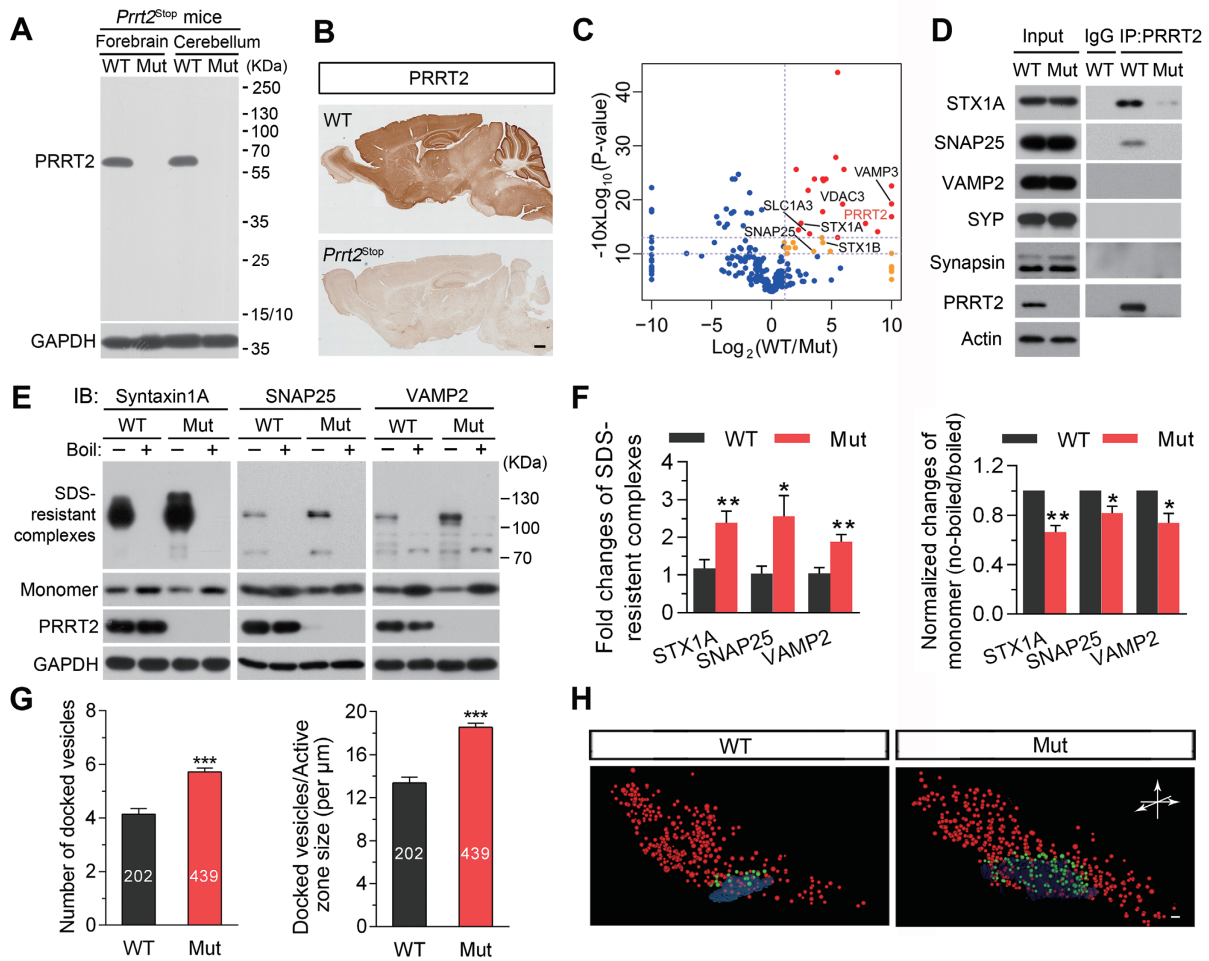 A
Prrt2Stop mice
Forebrain Cerebellum
WT Mut WT Mut (KDa)
PRRT2
- 250
- 130
- 100
- 70
- 55
- 35
- 25
- 15/10
GAPDH
- 35
B
PRRT2
WT
Prrt2Stop
C
-10xLog10(P-value)
40
30
20
10
VAMP3
VDAC3
SLC1A3
PRRT2
STX1A
SNAP25
STX1B
−10 −5 0 5 10
Log2(WT/Mut)
D
Input IgG IP:PRRT2
WT Mut WT WT Mut
STX1A
SNAP25
VAMP2
SYP
Synapsin
PRRT2
Actin
E
IB: Syntaxin1A SNAP25 VAMP2
WT Mut WT Mut WT Mut
Boil: − + − + − + − + − + − +
(KDa)
SDS-
resistant
complexes
- 130
- 100
- 70
Monomer
PRRT2
GAPDH
F
WT Mut
Fold changes of SDS-
resistent complexes
4
3
2
1
0
** * **
STX1A SNAP25 VAMP2
WT Mut
Normalized changes of
monomer (no-boiled/boiled)
1.2
0.8
0.4
0.0
** * *
STX1A SNAP25 VAMP2
G
Number of docked vesicles
8
6
4
2
0
***
202 439
WT Mut
Docked vesicles/Active
zone size (per μm)
20
16
12
8
4
0
***
202 439
WT Mut
H
WT Mut